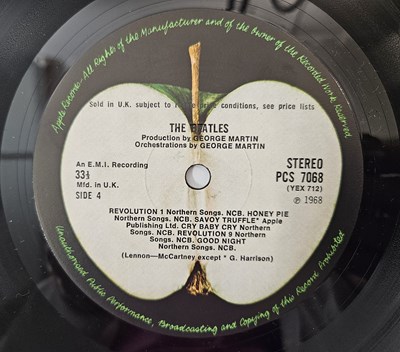 Apple Records · All Rights of the Manufacturer and of the Owner of the Recorded Work Reserved
Sold in U.K. subject to conditions, see price lists
THE BEATLES
Production by GEORGE MARTIN
Orchestrations by GEORGE MARTIN
An E.M.I. Recording
33⅓
Mfd. in U.K.
SIDE 4
STEREO
PCS 7068
(YEX 712)
Ⓟ 1968
REVOLUTION 1 Northern Songs. NCB. HONEY PIE
Northern Songs. NCB. SAVOY TRUFFLE* Apple
Publishing Ltd. CRY BABY CRY Northern
Songs. NCB. REVOLUTION 9 Northern
Songs. NCB. GOOD NIGHT
Northern Songs. NCB.
(Lennon—McCartney except * G. Harrison)
Unauthorised Public Performance, Broadcasting and Copying of this Record Prohibited